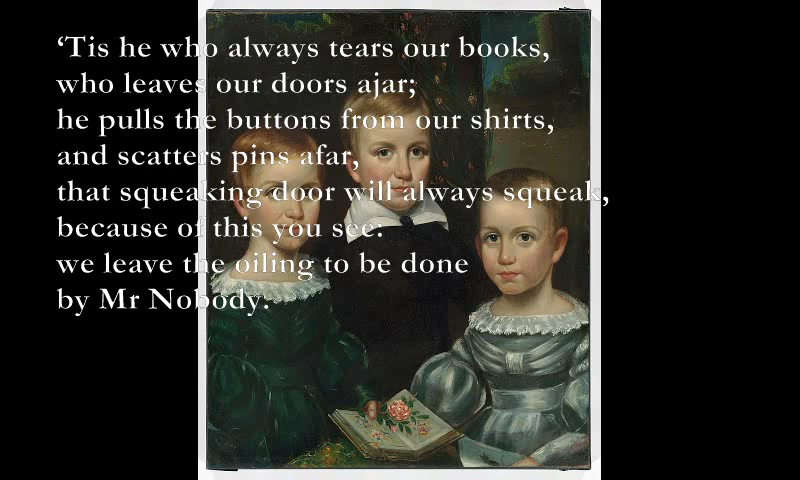 ‘Tis he who always tears our books,
who leaves our doors ajar;
he pulls the buttons from our shirts,
and scatters pins afar,
that squeaking door will always squeak,
because of this you see:
we leave the oiling to be done
by Mr Nobody.